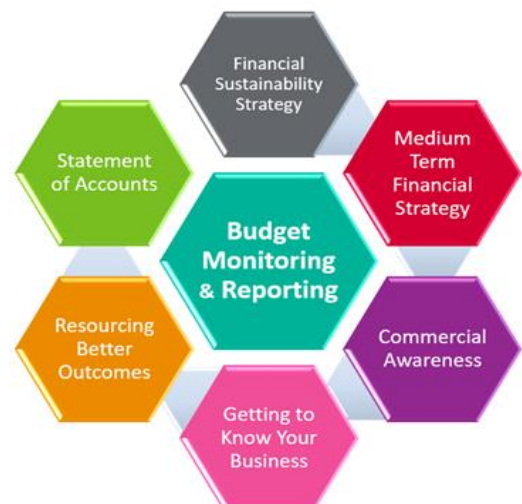 Financial
Sustainability
Strategy
Medium
Term
Financial
Strategy
Statement
of Accounts
Budget
Monitoring
& Reporting
Commercial
Awareness
Resourcing
Better
Outcomes
Getting to
Know Your
Business